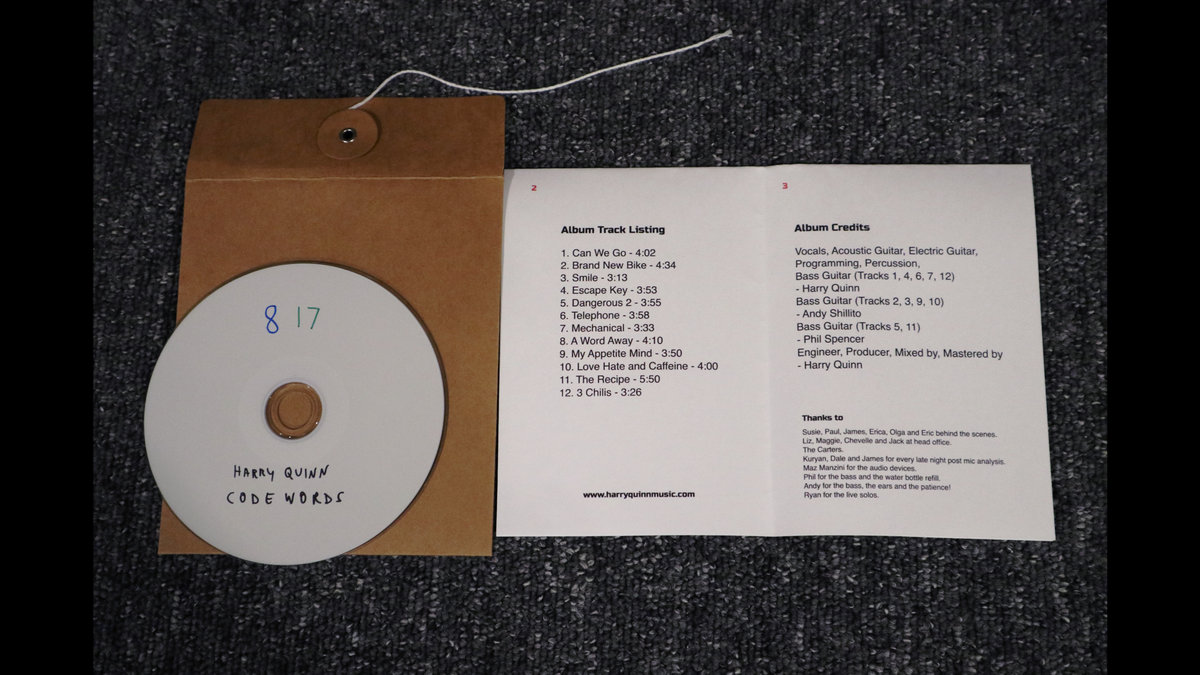 8 17
HARRY QUINN
CODE WORDS
2
Album Track Listing
1. Can We Go - 4:02
2. Brand New Bike - 4:34
3. Smile - 3:13
4. Escape Key - 3:53
5. Dangerous 2 - 3:55
6. Telephone - 3:58
7. Mechanical - 3:33
8. A Word Away - 4:10
9. My Appetite Mind - 3:50
10. Love Hate and Caffeine - 4:00
11. The Recipe - 5:50
12. 3 Chilis - 3:26
www.harryquinnmusic.com
3
Album Credits
Vocals, Acoustic Guitar, Electric Guitar,
Programming, Percussion,
Bass Guitar (Tracks 1, 4, 6, 7, 12)
- Harry Quinn
Bass Guitar (Tracks 2, 3, 9, 10)
- Andy Shillito
Bass Guitar (Tracks 5, 11)
- Phil Spencer
Engineer, Producer, Mixed by, Mastered by
- Harry Quinn
Thanks to
Susie, Paul, James, Erica, Olga and Eric behind the scenes.
Liz, Maggie, Chevelle and Jack at head office.
The Carters.
Kuryan, Dale and James for every late night post mic analysis.
Maz Manzini for the audio devices.
Phil for the bass and the water bottle refill.
Andy for the bass, the ears and the patience!
Ryan for the live solos.